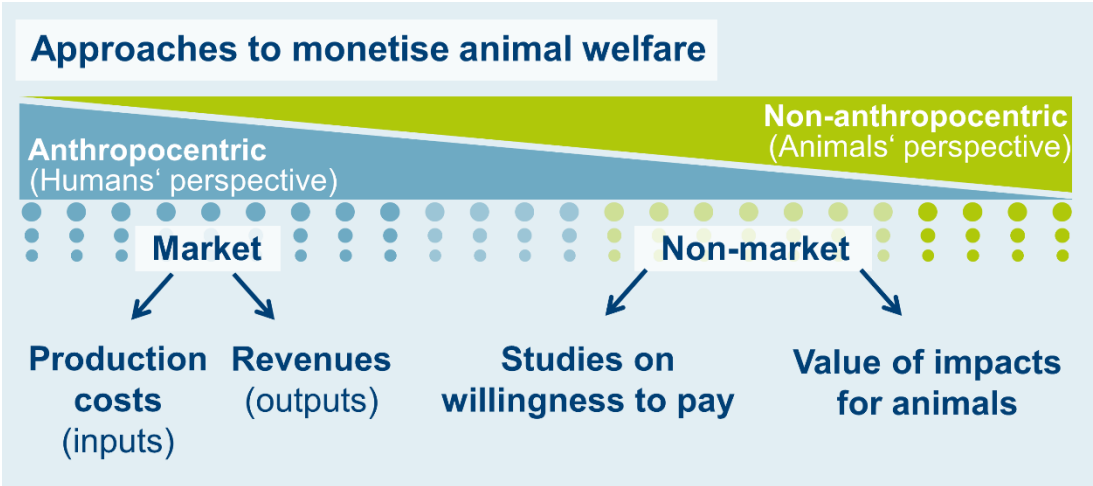 Approaches to monetise animal welfare
Non-anthropocentric
(Animals‘ perspective)
Anthropocentric
(Humans‘ perspective)
Market
Non-market
Production
costs
(inputs)
Revenues
(outputs)
Studies on
willingness to pay
Value of impacts
for animals